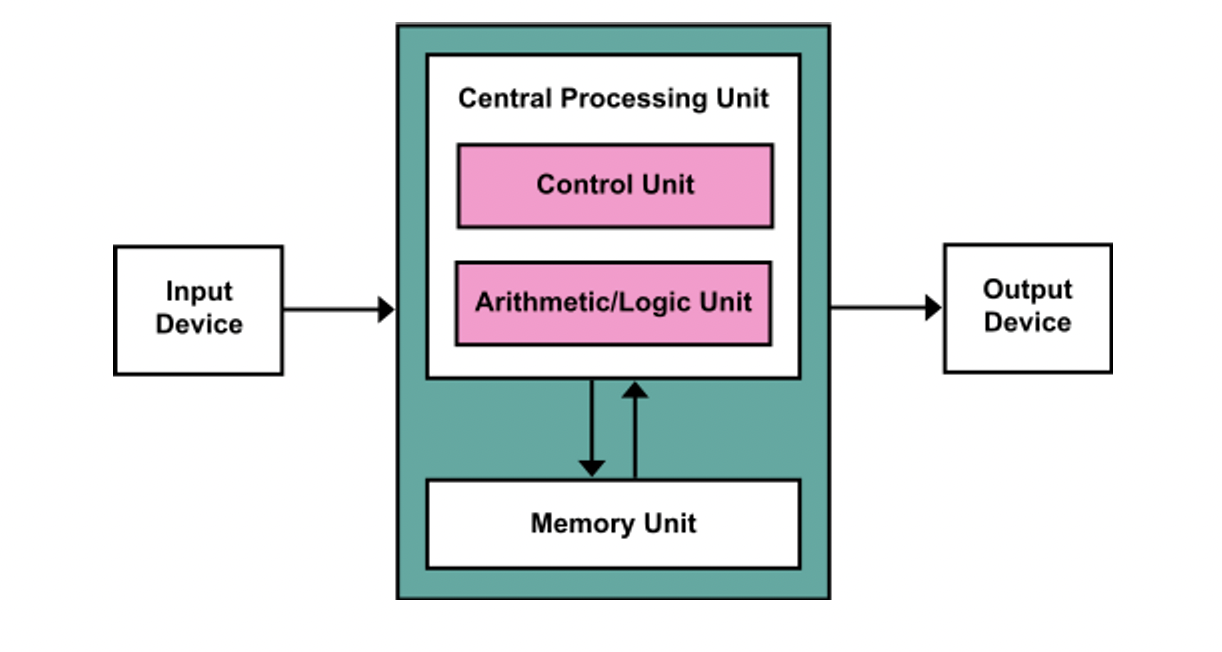 Central Processing Unit
Control Unit
Arithmetic/Logic Unit
Input
Device
Output
Device
Memory Unit